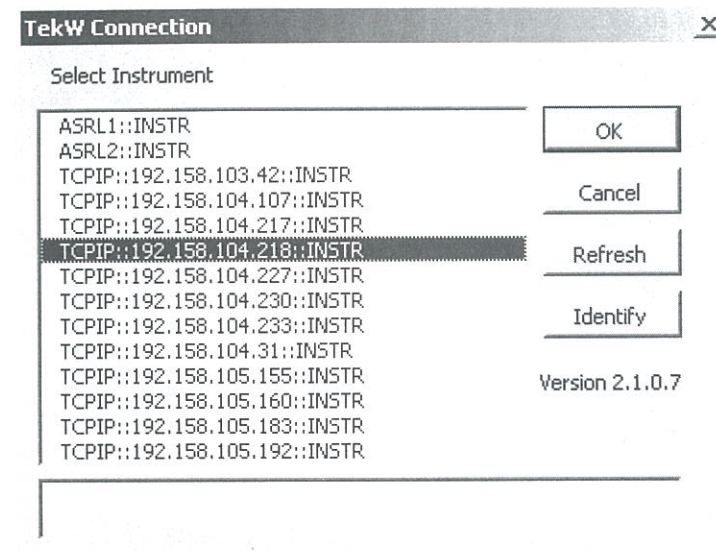 TekW Connection
Select Instrument
ASRL1::INSTR
ASRL2::INSTR
TCPIP::192.158.103.42::INSTR
TCPIP::192.158.104.107::INSTR
TCPIP::192.158.104.217::INSTR
TCPIP::192.158.104.218::INSTR
TCPIP::192.158.104.227::INSTR
TCPIP::192.158.104.230::INSTR
TCPIP::192.158.104.233::INSTR
TCPIP::192.158.104.31::INSTR
TCPIP::192.158.105.155::INSTR
TCPIP::192.158.105.160::INSTR
TCPIP::192.158.105.183::INSTR
TCPIP::192.158.105.192::INSTR
OK
Cancel
Refresh
Identify
Version 2.1.0.7